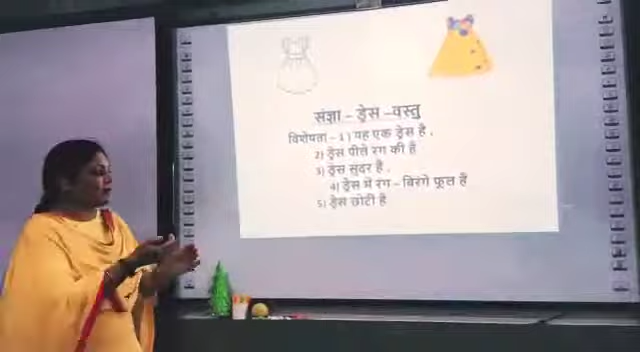 संज्ञा – ड्रेस –वस्तु
विशेषता – 1) यह एक ड्रेस है .
2) ड्रेस पीले रंग की है
3) ड्रेस सुंदर है .
4) ड्रेस में रंग – बिरंगे फूल है
5) ड्रेस छोटी है